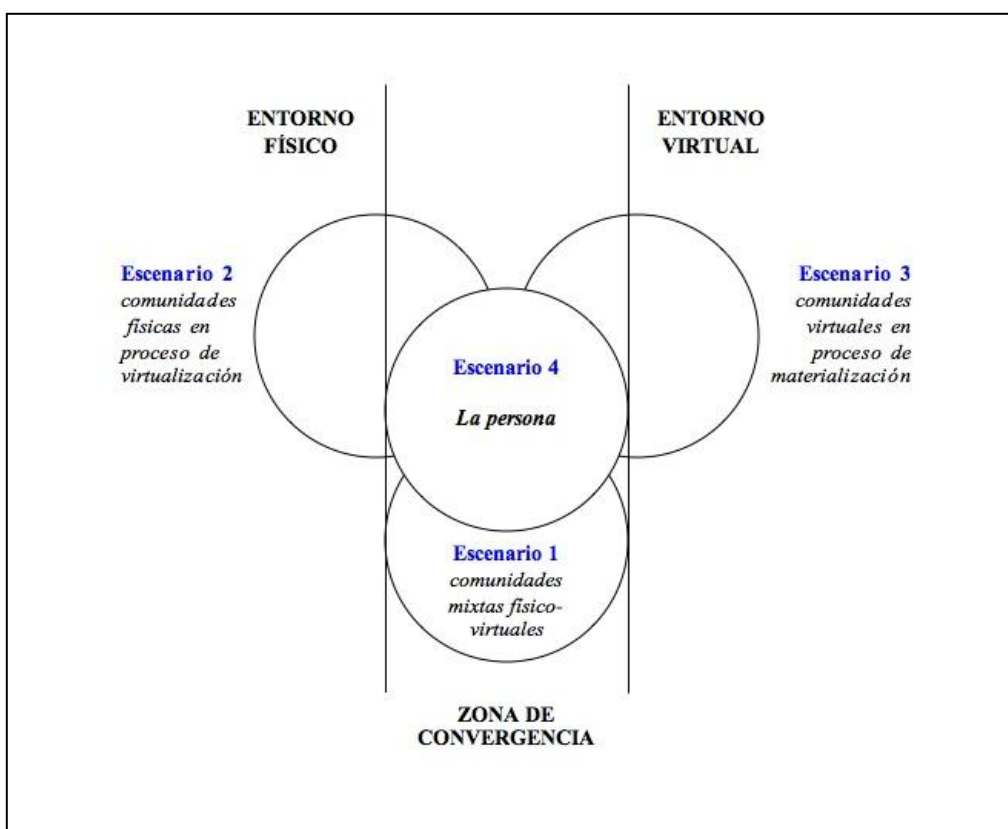 ENTORNO
FÍSICO
ENTORNO
VIRTUAL
Escenario 2
comunidades
físicas en
proceso de
virtualización
Escenario 3
comunidades
virtuales en
proceso de
materialización
Escenario 4
La persona
Escenario 1
comunidades
mixtas físico-
virtuales
ZONA DE
CONVERGENCIA